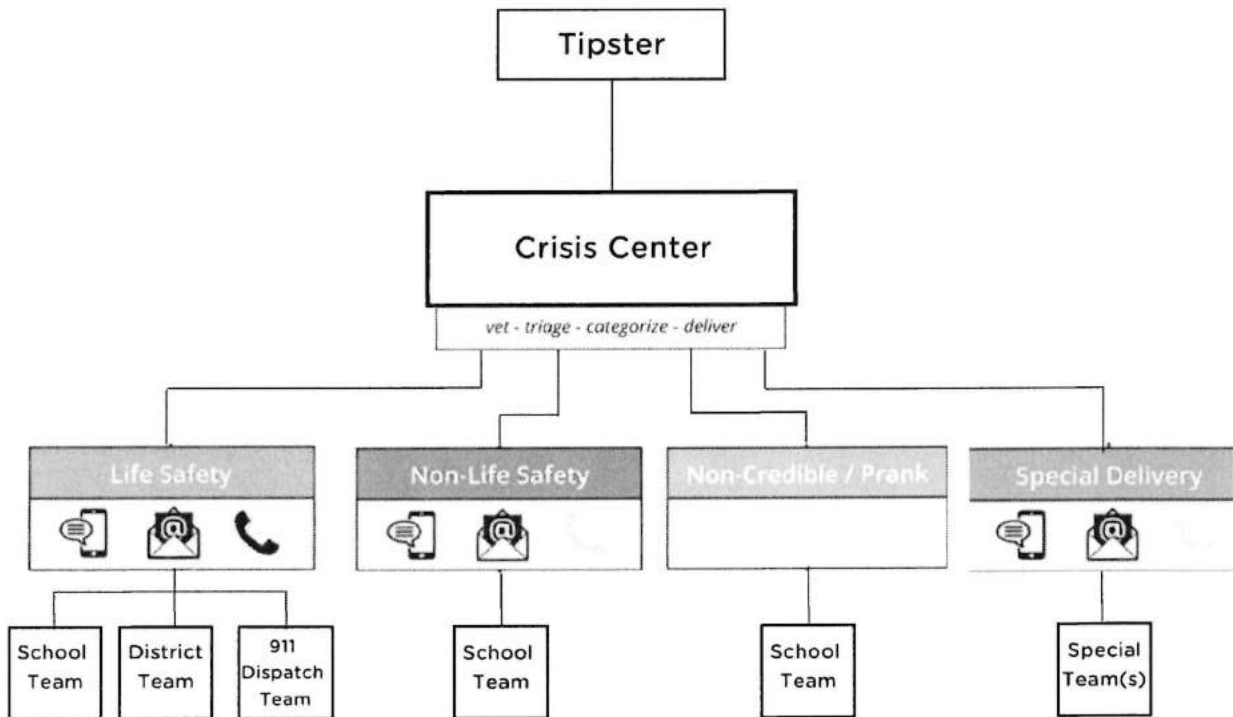 Tipster
Crisis Center
vet - triage - categorize - deliver
Life Safety
Non-Life Safety
Non-Credible / Prank
Special Delivery
School
Team
District
Team
911
Dispatch
Team
School
Team
School
Team
Special
Team(s)